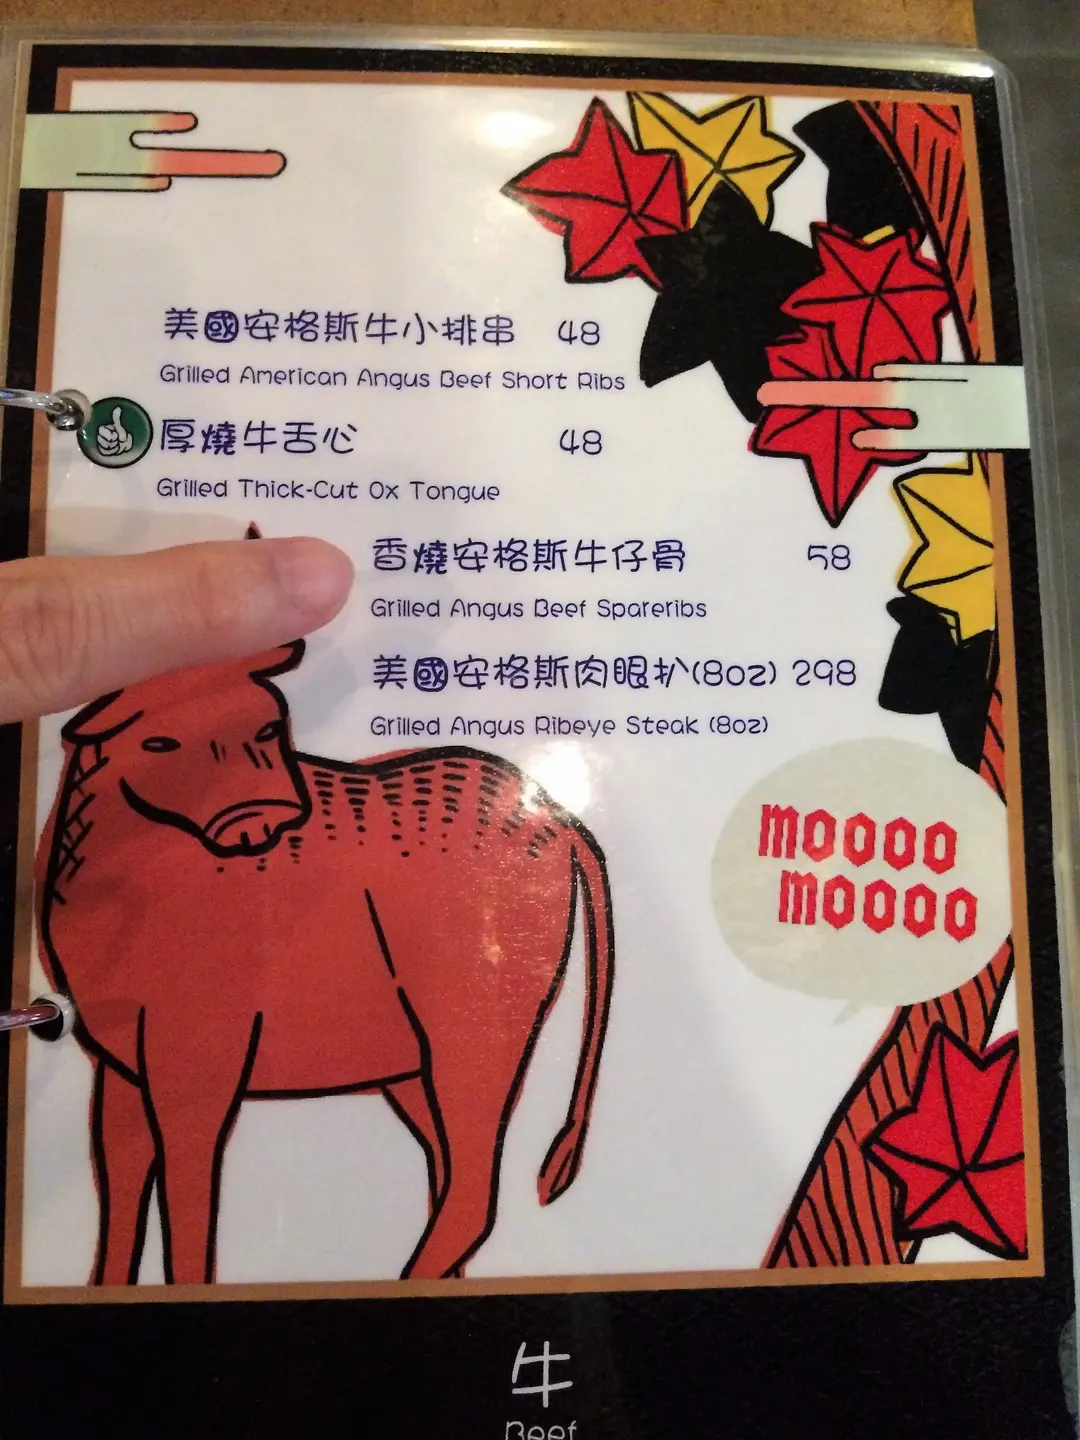 美國安格斯牛小排串 48
Grilled American Angus Beef Short Ribs
厚燒牛舌心 48
Grilled Thick-Cut Ox Tongue
香燒安格斯牛仔骨 58
Grilled Angus Beef Spareribs
美國安格斯肉眼扒(8oz) 298
Grilled Angus Ribeye Steak (8oz)
moooo
moooo
牛
Beef